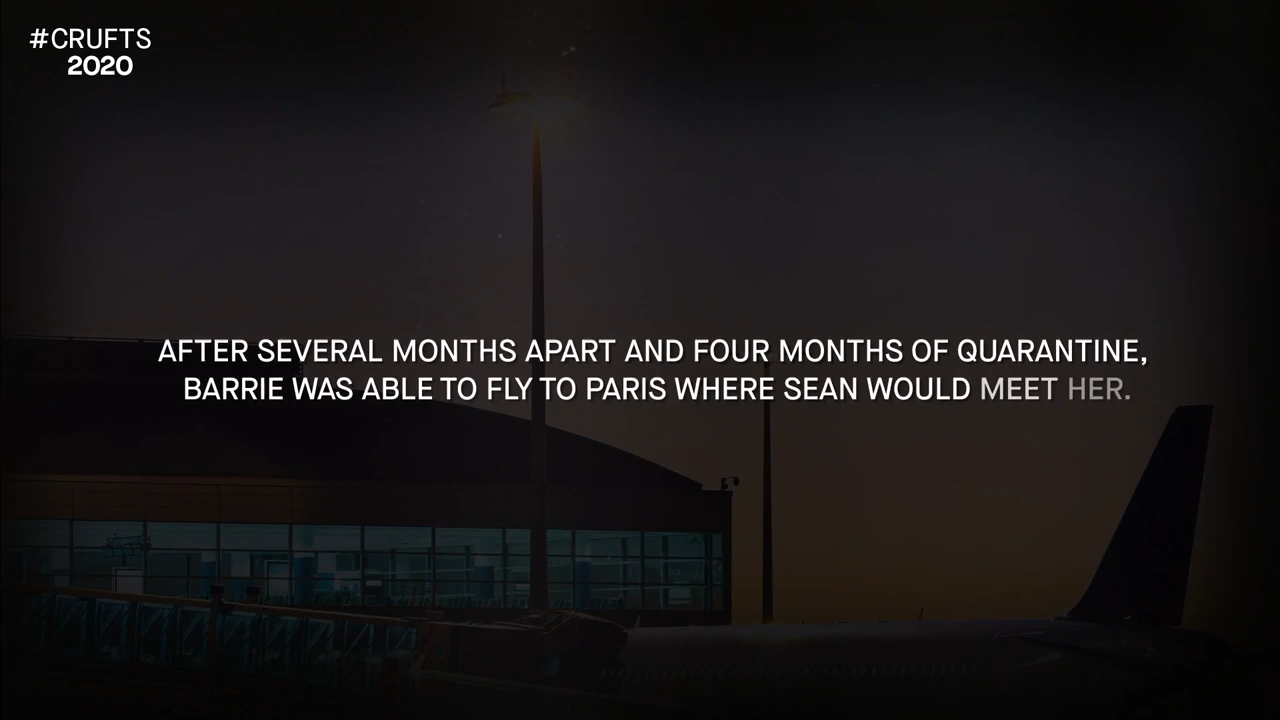 #CRUFTS
2020
AFTER SEVERAL MONTHS APART AND FOUR MONTHS OF QUARANTINE,
BARRIE WAS ABLE TO FLY TO PARIS WHERE SEAN WOULD MEET HER.